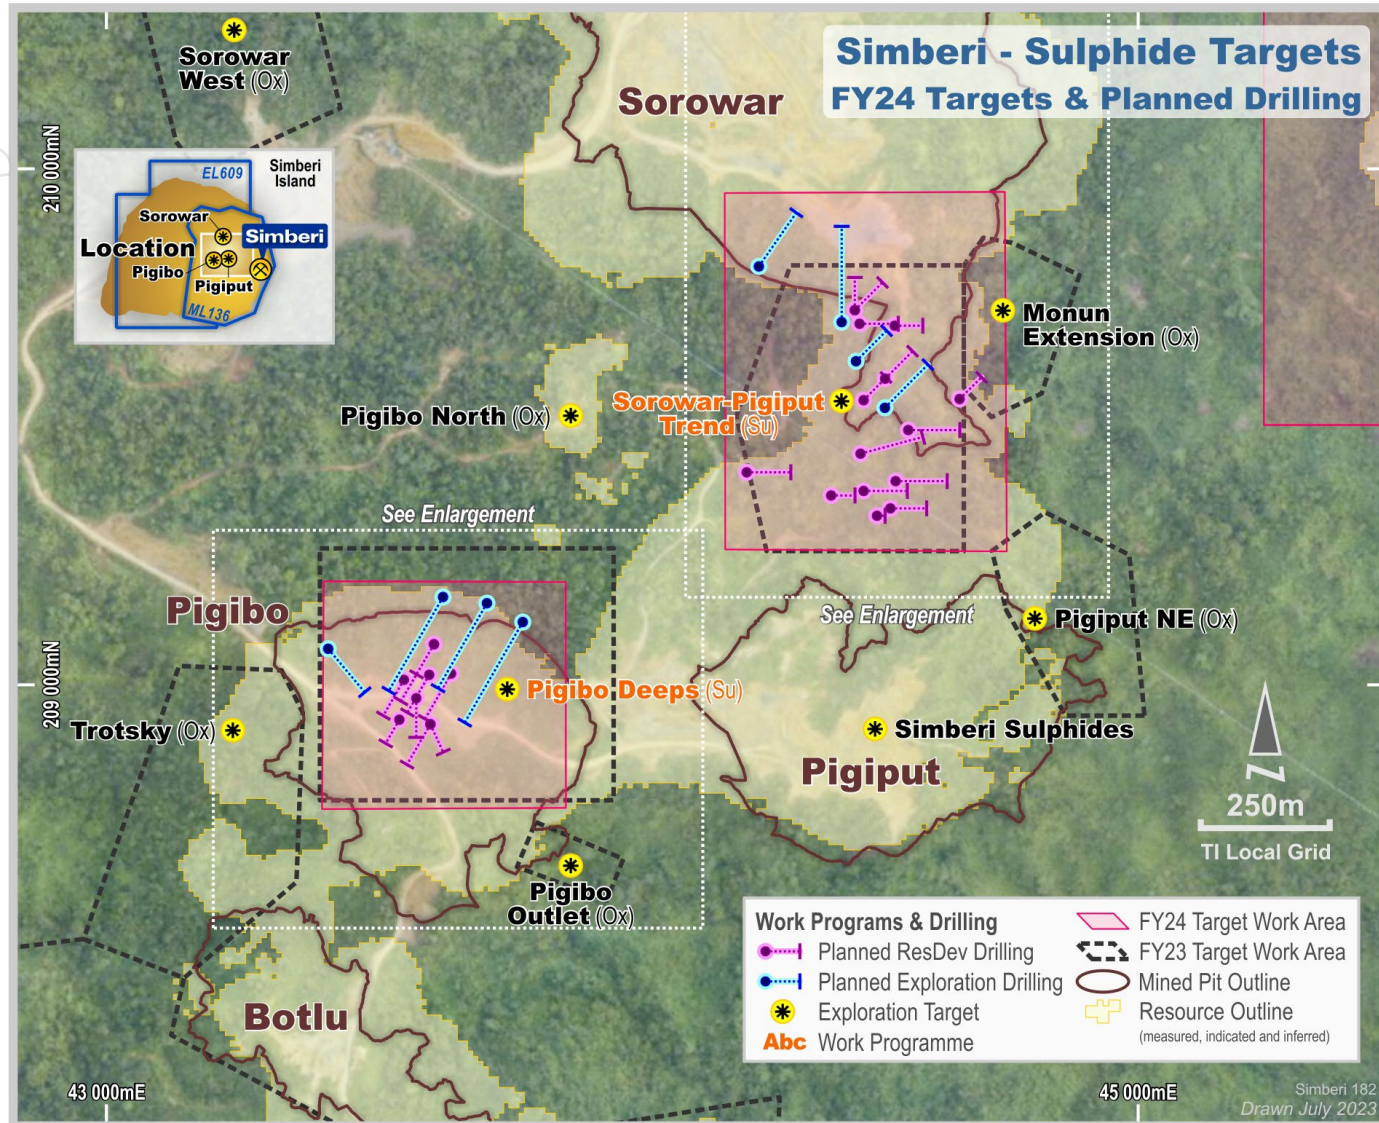 Simberi - Sulphide Targets
FY24 Targets & Planned Drilling
Sorowar
West (Ox)
Sorowar
210 000mN
EL609
Simberi
Island
Sorowar
Simberi
Location
Pigibo
Pigiput
ML136
Monun
Extension (Ox)
Pigibo North (Ox)
Sorowar-Pigiput
Trend (Su)
See Enlargement
Pigibo
See Enlargement
Pigiput NE (Ox)
209 000mN
Pigibo Deeps (Su)
Trotsky (Ox)
Simberi Sulphides
Pigiput
250m
TI Local Grid
Pigibo
Outlet (Ox)
Botlu
Work Programs & Drilling
Planned ResDev Drilling
Planned Exploration Drilling
Exploration Target
Abc Work Programme
FY24 Target Work Area
FY23 Target Work Area
Mined Pit Outline
Resource Outline
(measured, indicated and inferred)
43 000mE
45 000mE
Simberi 182
Drawn July 2023